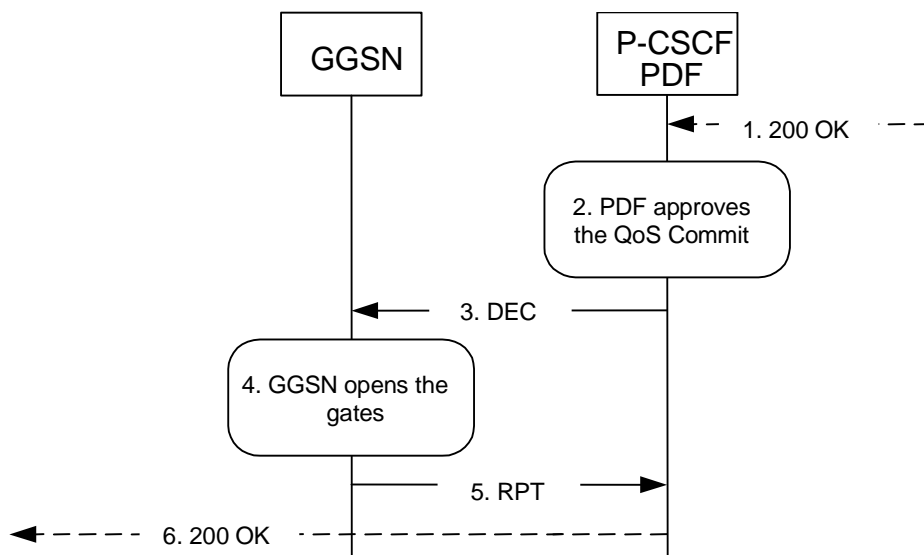 GGSN
P-CSCF
PDF
1. 200 OK
2. PDF approves
the QoS Commit
3. DEC
4. GGSN opens the
gates
5. RPT
6. 200 OK